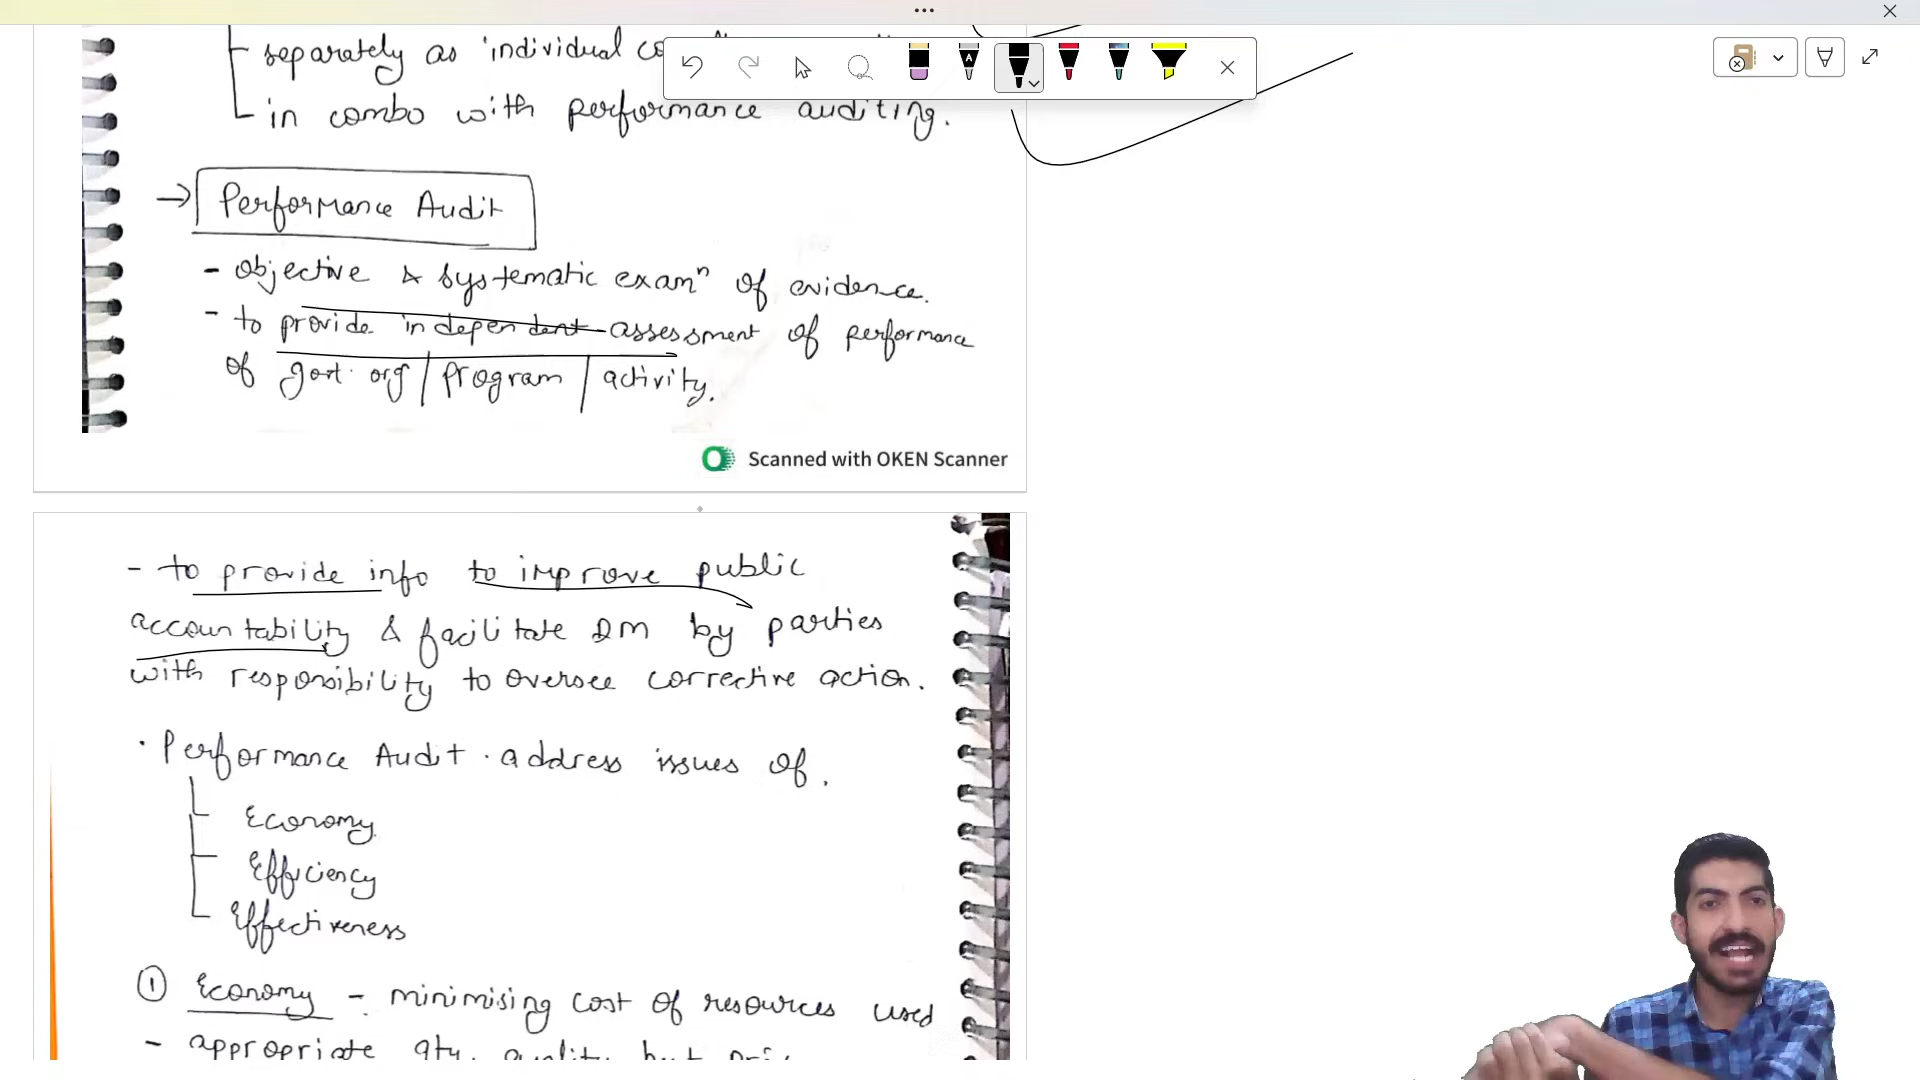 separately as individual
in combo with performance auditing.
→ Performance Audit
- objective & systematic examⁿ of evidence.
- to provide independent assessment of performance
of govt. org / program / activity.
Scanned with OKEN Scanner
- to provide info to improve public
accountability & facilitate DM by parties
with responsibility to oversee corrective action.
· Performance Audit · address issues of.
Economy
Efficiency
Effectiveness
① Economy - minimising cost of resources used
- appropriate qty, quality